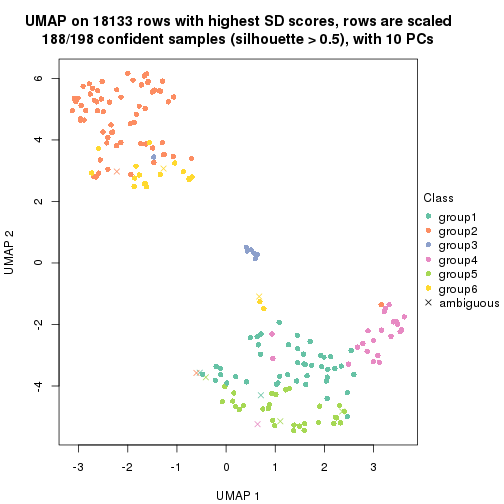 UMAP on 18133 rows with highest SD scores, rows are scaled
188/198 confident samples (silhouette > 0.5), with 10 PCs
6
4
2
0
-2
-4
UMAP 2
-3
-2
-1
0
1
2
3
UMAP 1
Class
group1
group2
group3
group4
group5
group6
ambiguous